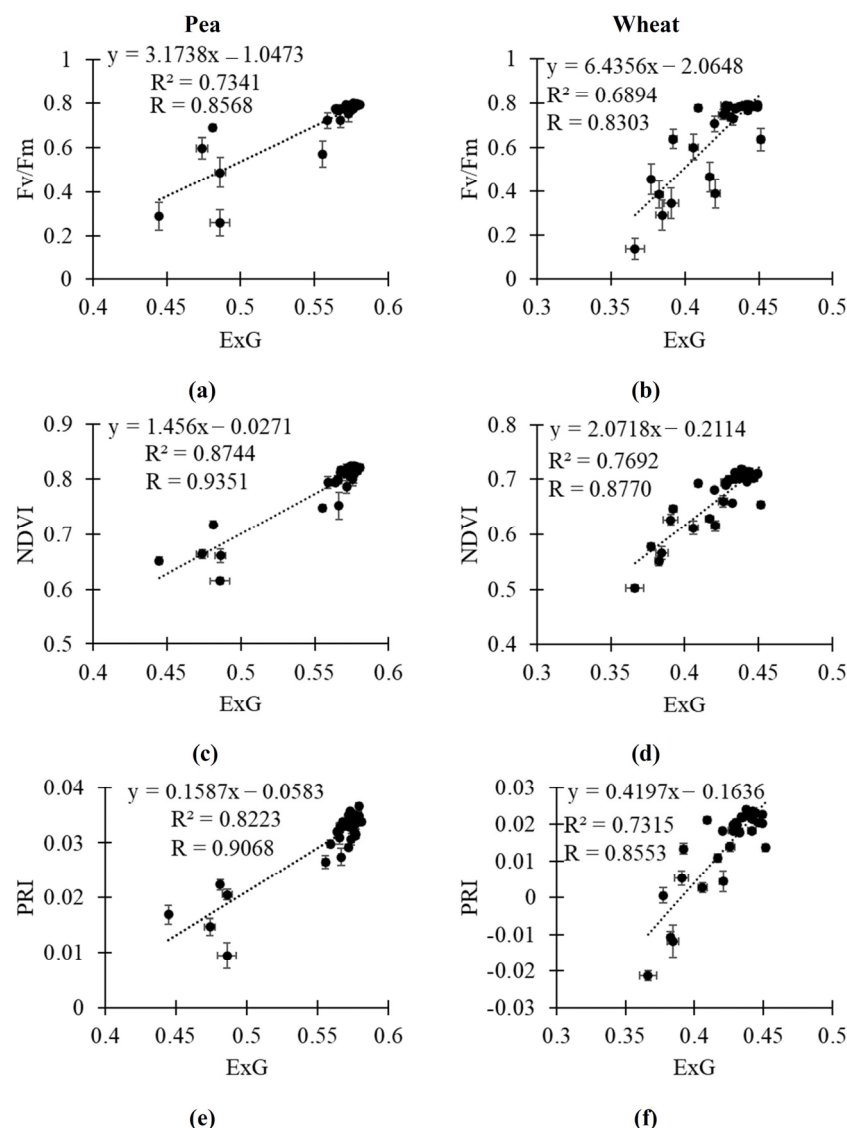 Pea
Wheat
y = 3.1738x − 1.0473
R² = 0.7341
R = 0.8568
1
0.8
0.6
0.4
0.2
0
Fv/Fm
0.4 0.45 0.5 0.55 0.6
ExG
(a)
y = 6.4356x − 2.0648
R² = 0.6894
R = 0.8303
1
0.8
0.6
0.4
0.2
0
Fv/Fm
0.3 0.35 0.4 0.45 0.5
ExG
(b)
y = 1.456x − 0.0271
R² = 0.8744
R = 0.9351
0.9
0.8
0.7
0.6
0.5
NDVI
0.4 0.45 0.5 0.55 0.6
ExG
(c)
y = 2.0718x − 0.2114
R² = 0.7692
R = 0.8770
0.8
0.7
0.6
0.5
0.4
NDVI
0.3 0.35 0.4 0.45 0.5
ExG
(d)
y = 0.1587x − 0.0583
R² = 0.8223
R = 0.9068
0.04
0.03
0.02
0.01
0
PRI
0.4 0.45 0.5 0.55 0.6
ExG
(e)
y = 0.4197x − 0.1636
R² = 0.7315
R = 0.8553
0.03
0.02
0.01
0
-0.01
-0.02
-0.03
PRI
0.3 0.35 0.4 0.45 0.5
ExG
(f)